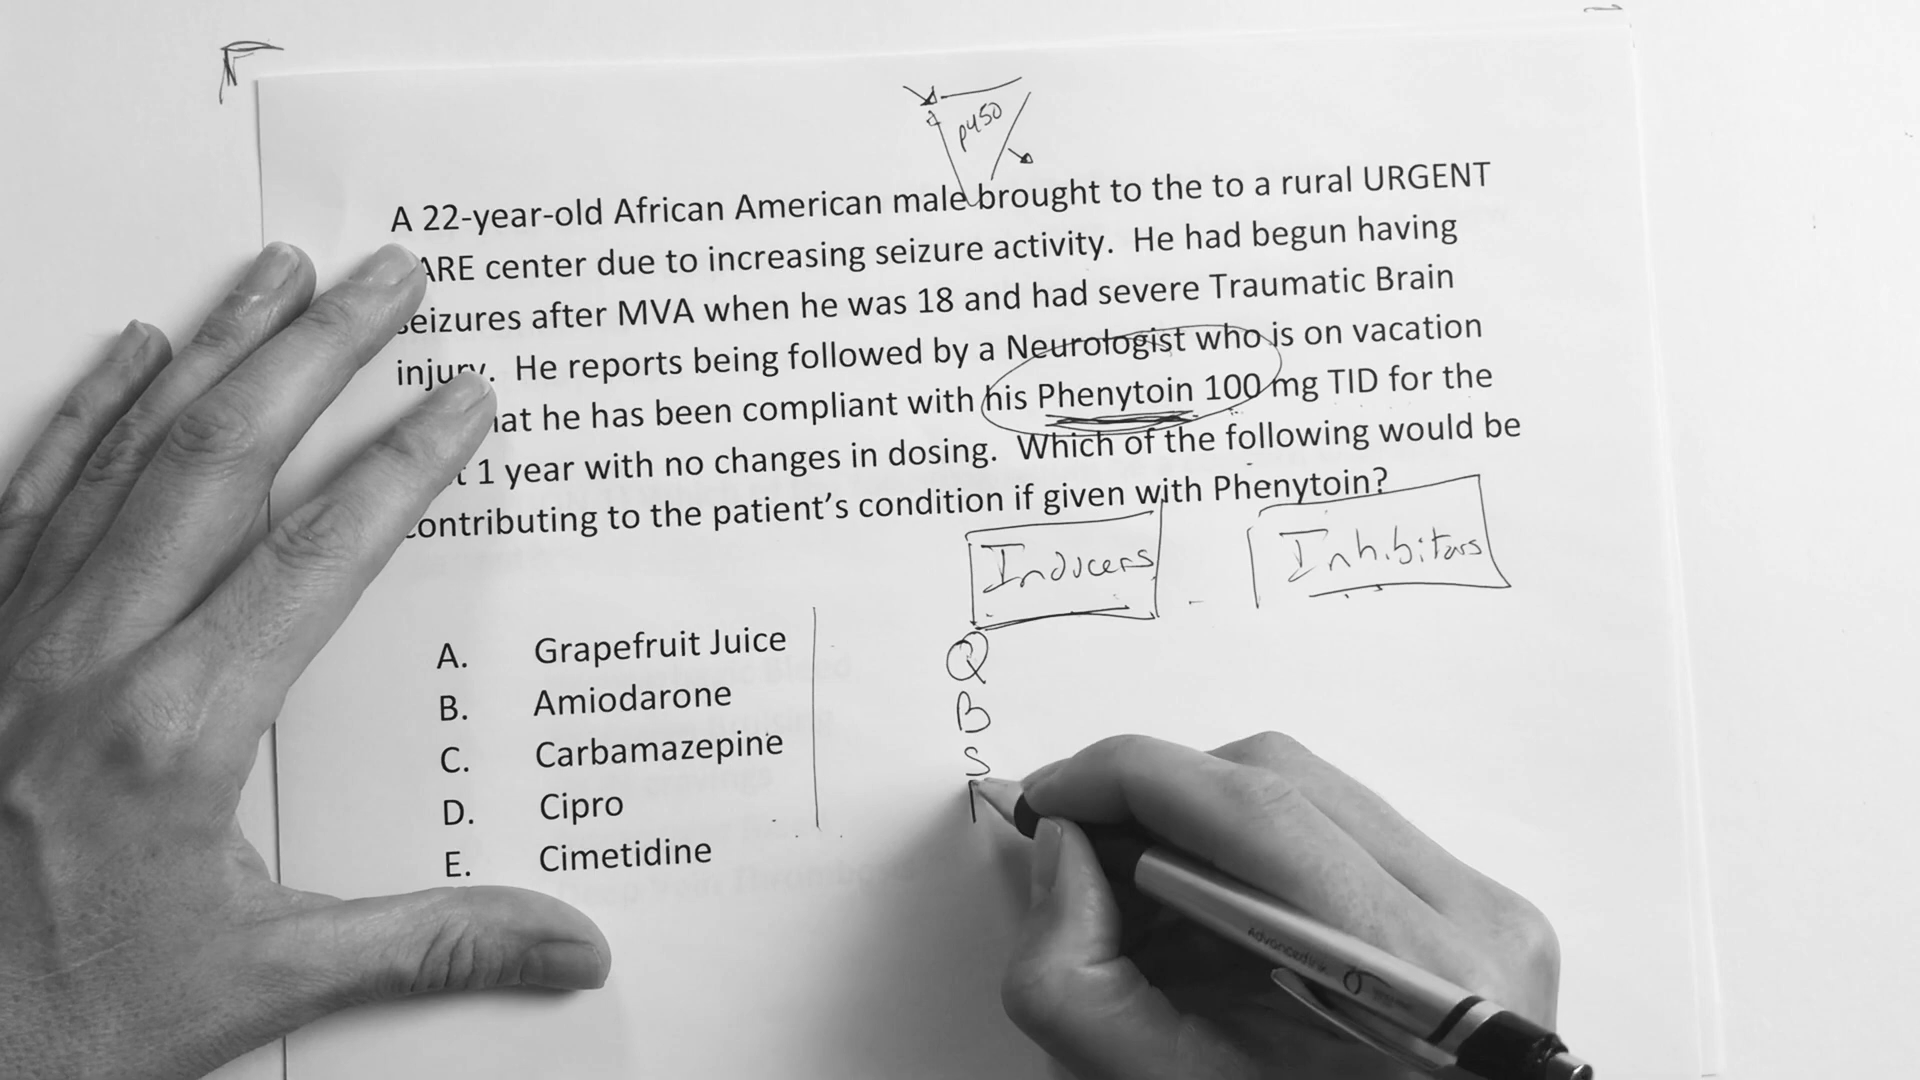 p450
A 22-year-old African American male brought to the to a rural URGENT
ARE center due to increasing seizure activity. He had begun having
seizures after MVA when he was 18 and had severe Traumatic Brain
injury. He reports being followed by a Neurologist who is on vacation
at he has been compliant with his Phenytoin 100 mg TID for the
1 year with no changes in dosing. Which of the following would be
contributing to the patient's condition if given with Phenytoin?
Inducers Inhibitors
A. Grapefruit Juice
B. Amiodarone
C. Carbamazepine
D. Cipro
E. Cimetidine
Q
B
S
Advanced Ink